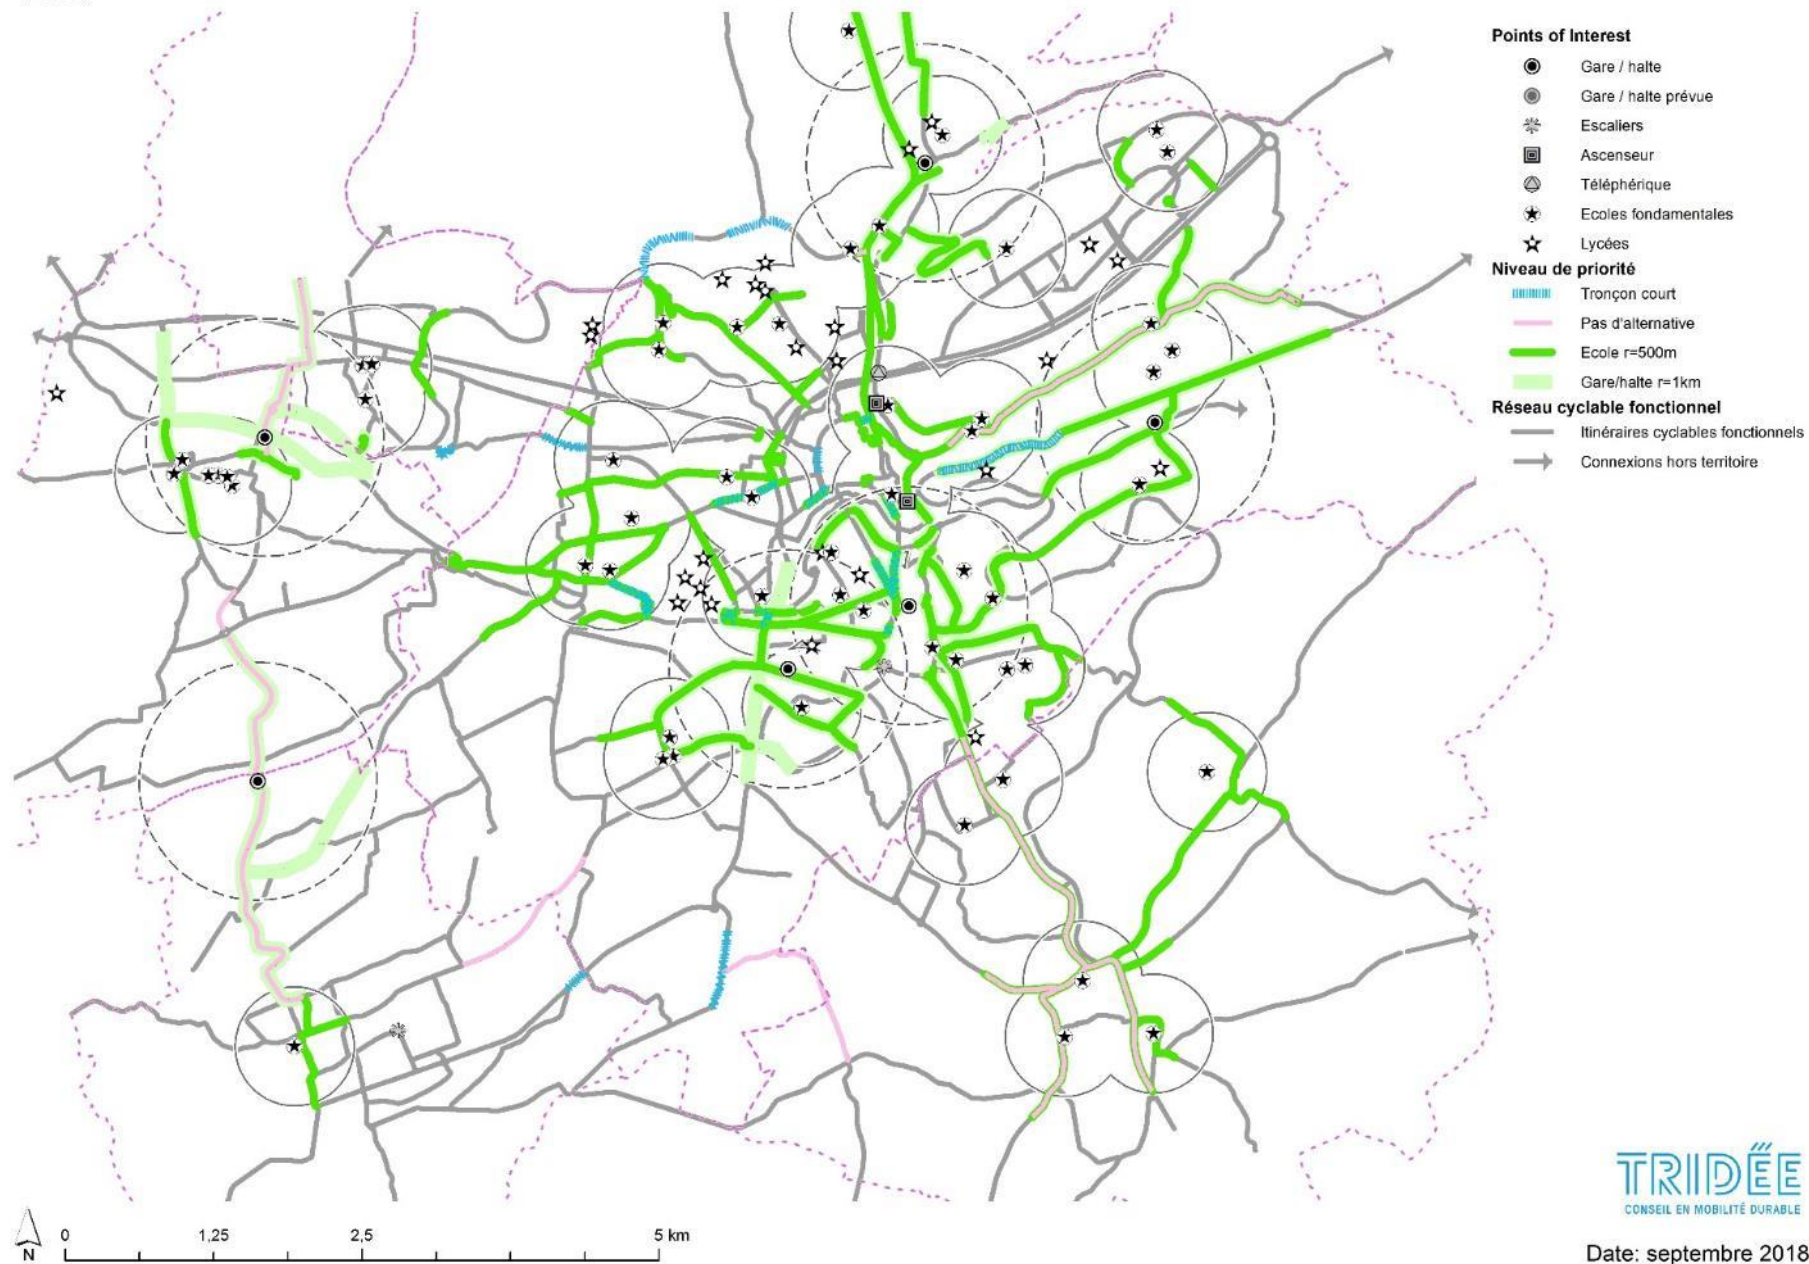 Points of Interest
Gare / halte
Gare / halte prévue
Escaliers
Ascenseur
Téléphérique
Ecoles fondamentales
Lycées
Niveau de priorité
Tronçon court
Pas d'alternative
Ecole r=500m
Gare/halte r=1km
Réseau cyclable fonctionnel
Itinéraires cyclables fonctionnels
Connexions hors territoire
TRIDÉE
CONSEIL EN MOBILITÉ DURABLE
N
0 1,25 2,5 5 km
Date: septembre 2018